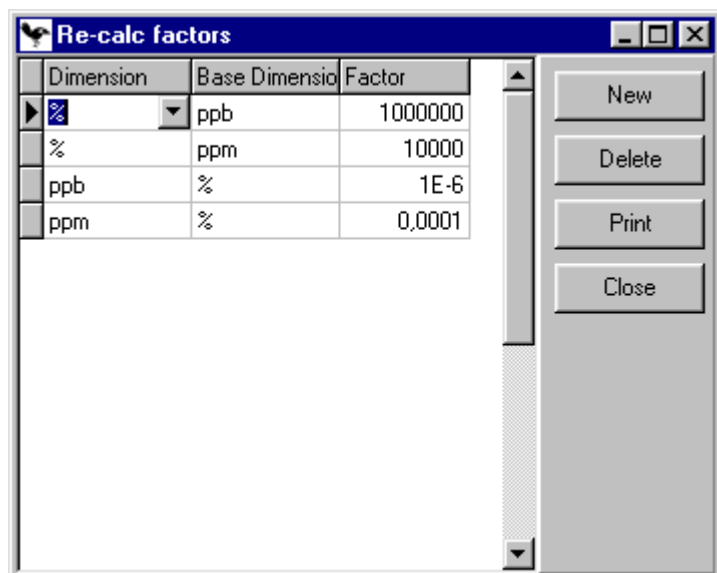 Re-calc factors
Dimension Base Dimensio Factor
% ppb 1000000
% ppm 10000
ppb % 1E-6
ppm % 0,0001
New
Delete
Print
Close